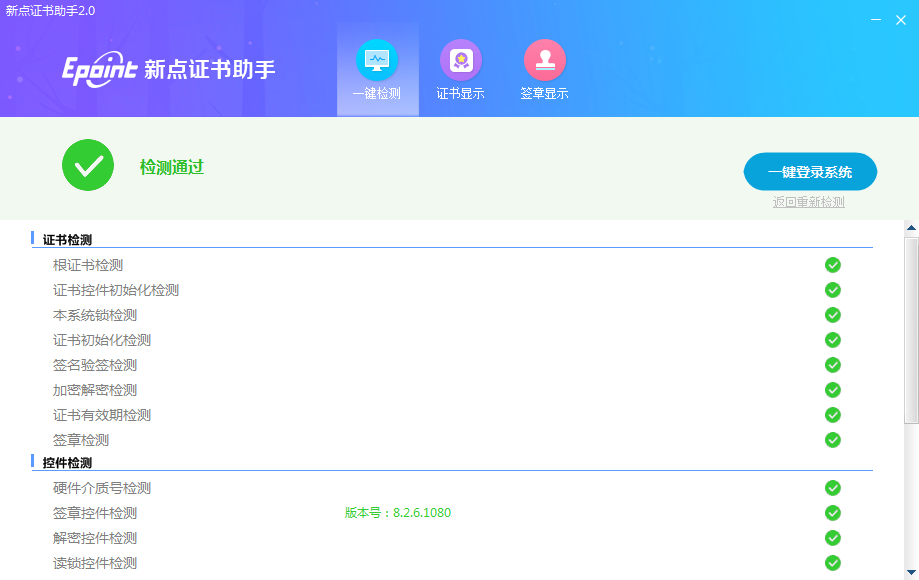 新点证书助手2.0
Epoint 新点证书助手
一键检测
证书显示
签章显示
检测通过
一键登录系统
返回重新检测
证书检测
根证书检测
证书控件初始化检测
本系统锁检测
证书初始化检测
签名验签检测
加密解密检测
证书有效期检测
签章检测
控件检测
硬件介质号检测
签章控件检测 版本号：8.2.6.1080
解密控件检测
读锁控件检测